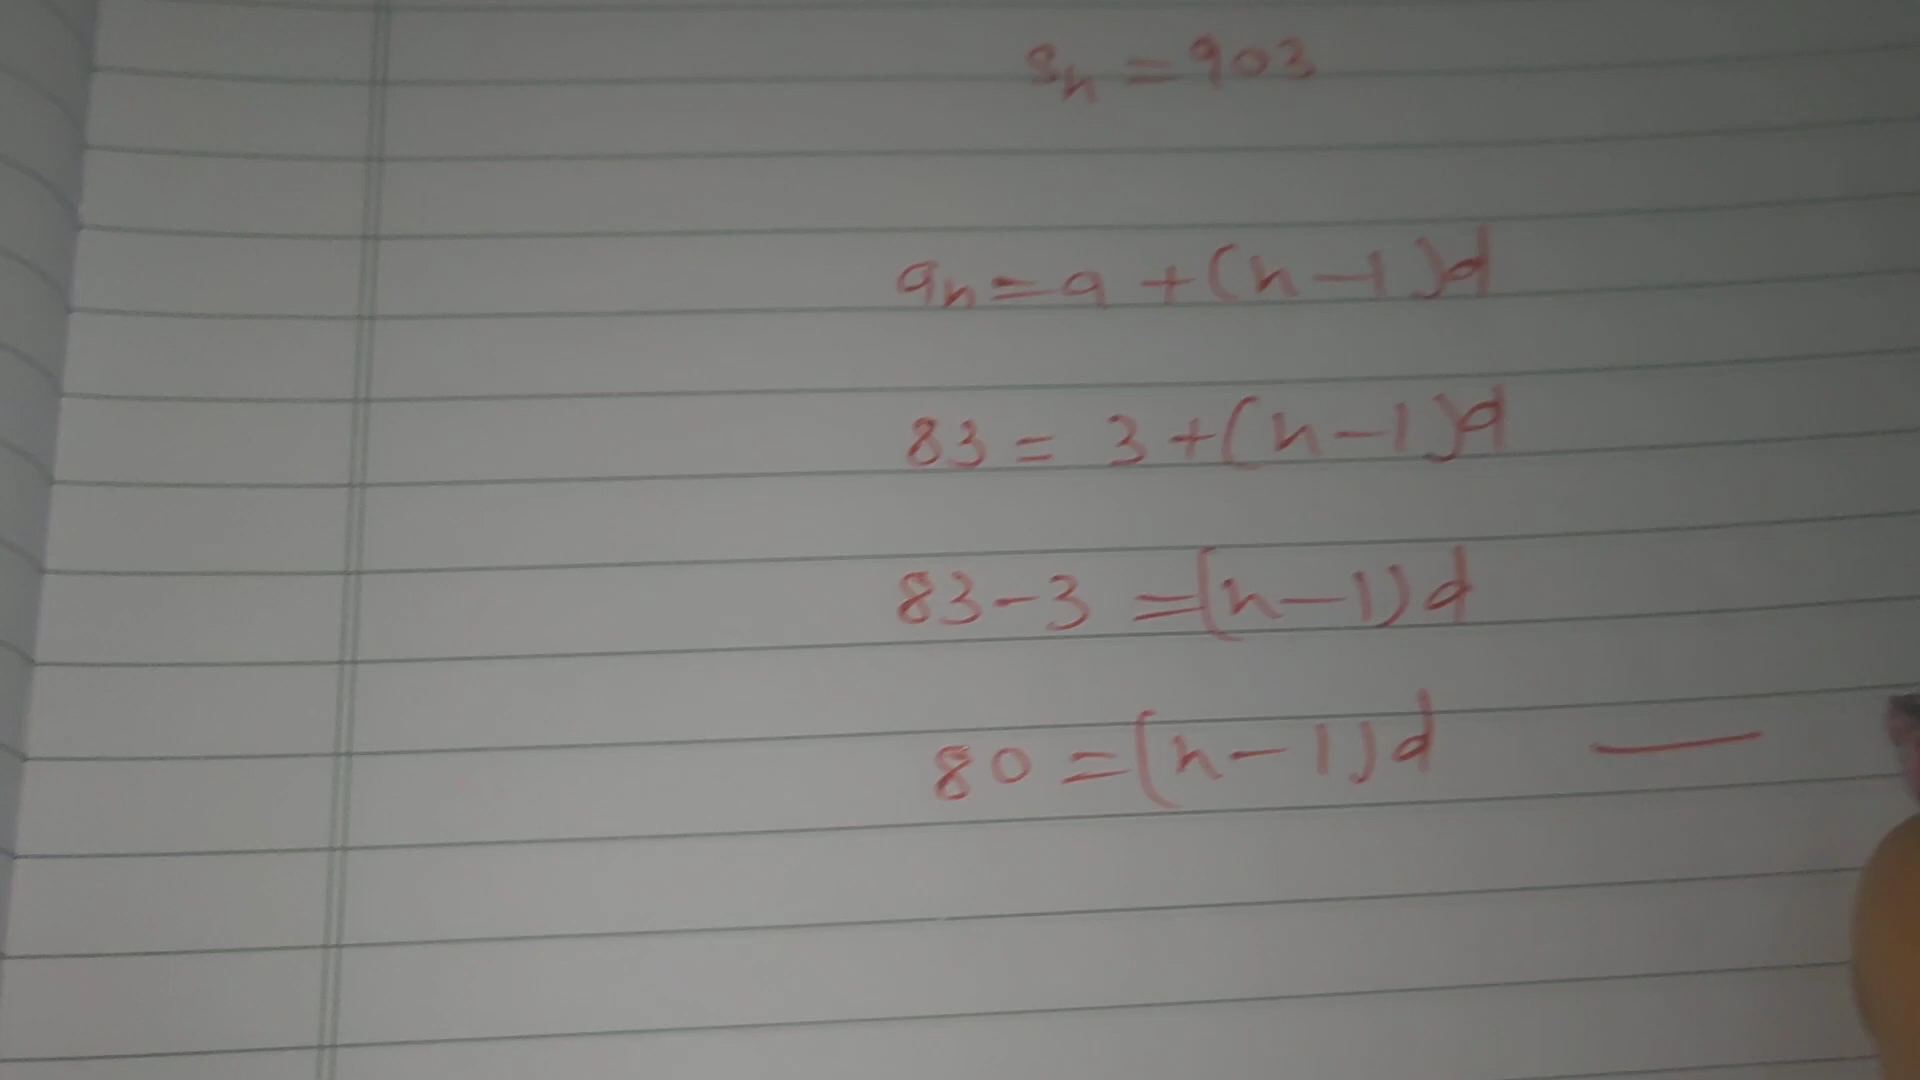 Sn = 903
an = a + (n-1)d
83 = 3 + (n-1)d
83 - 3 = (n-1)d
80 = (n-1)d —